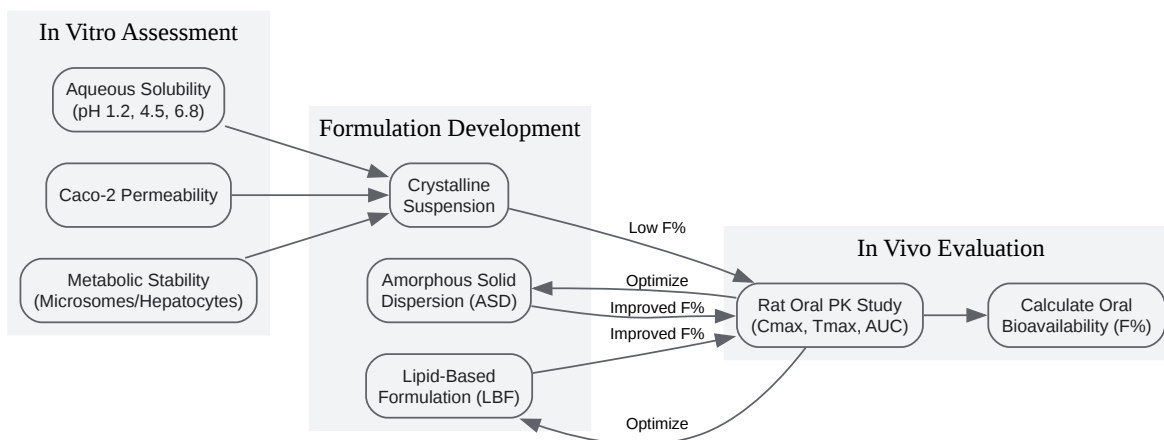 In Vitro Assessment
Aqueous Solubility
(pH 1.2, 4.5, 6.8)
Caco-2 Permeability
Metabolic Stability
(Microsomes/Hepatocytes)
Formulation Development
Crystalline
Suspension
Amorphous Solid
Dispersion (ASD)
Lipid-Based
Formulation (LBF)
Low F%
Optimize
Improved F%
Improved F%
Optimize
In Vivo Evaluation
Rat Oral PK Study
(Cmax, Tmax, AUC)
Calculate Oral
Bioavailability (F%)